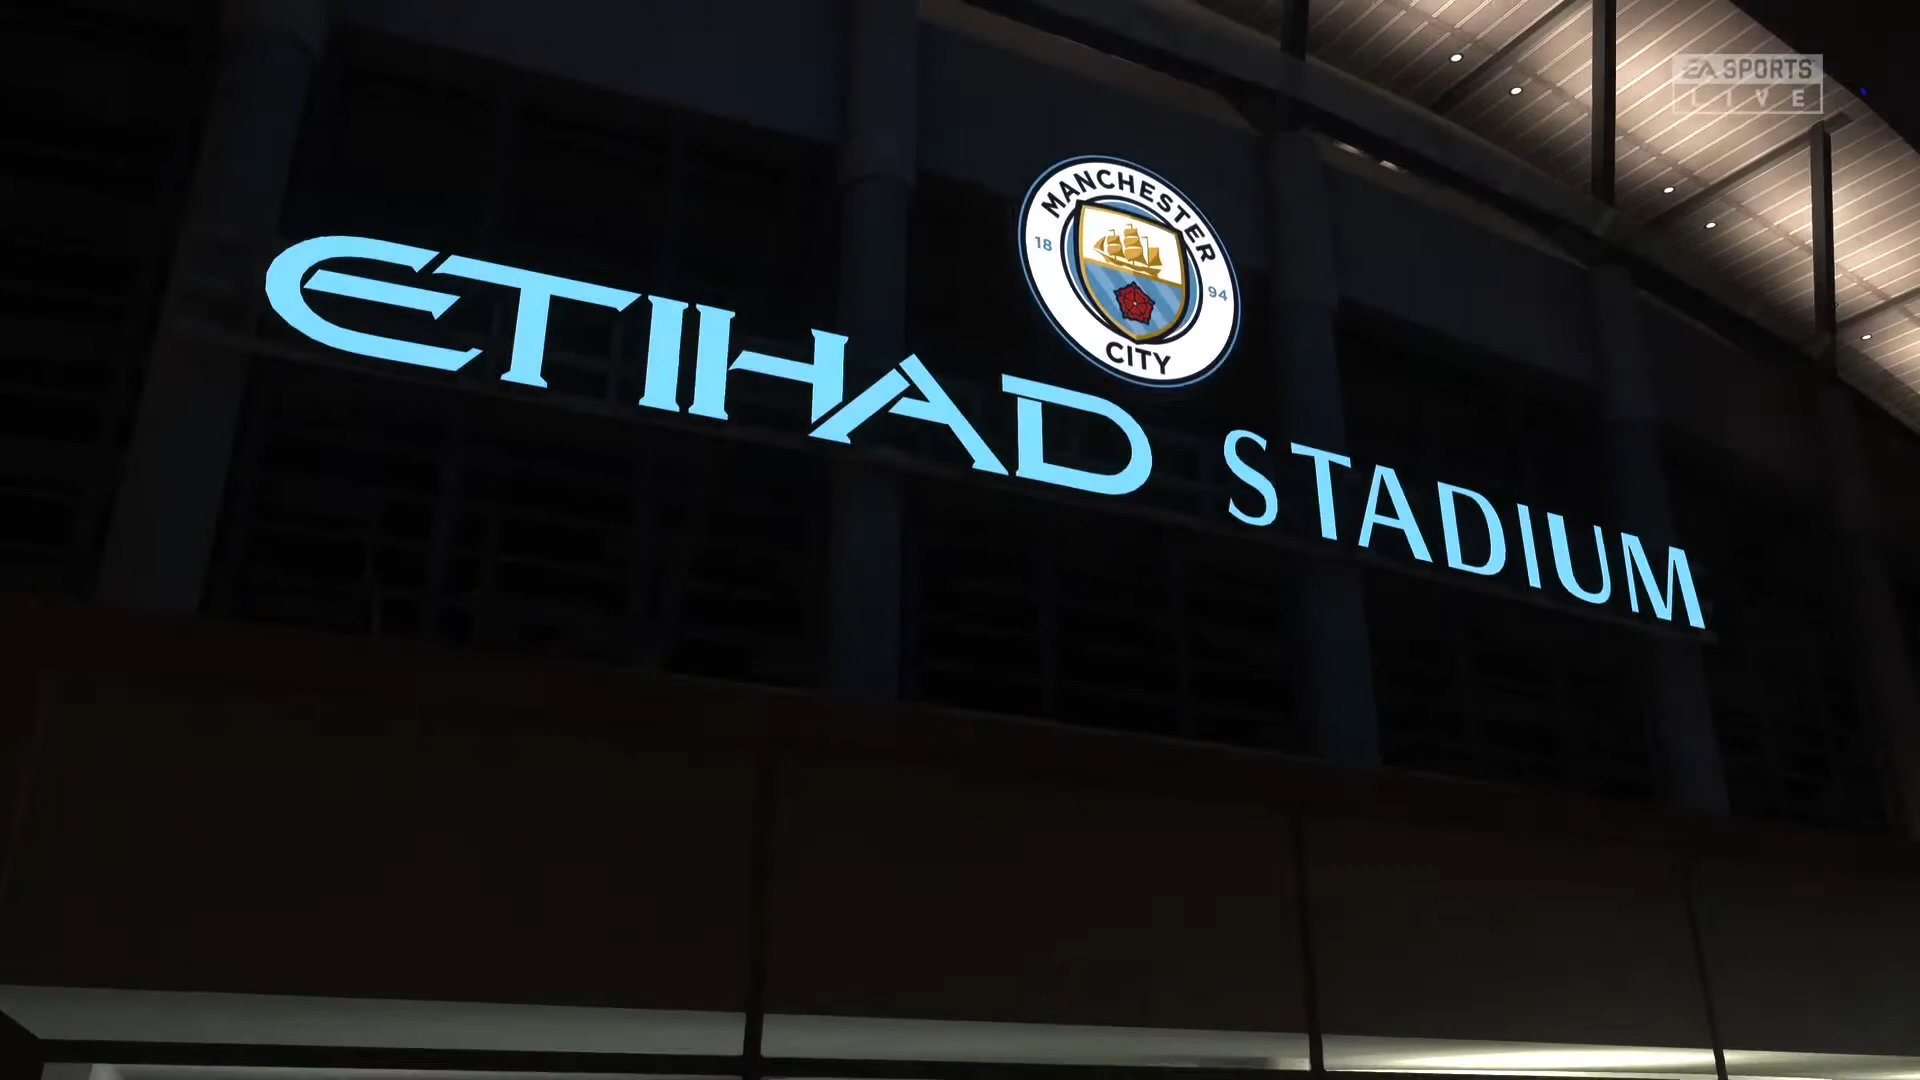 EA SPORTS
LIVE
MANCHESTER
18 94
CITY
ETIHAD STADIUM